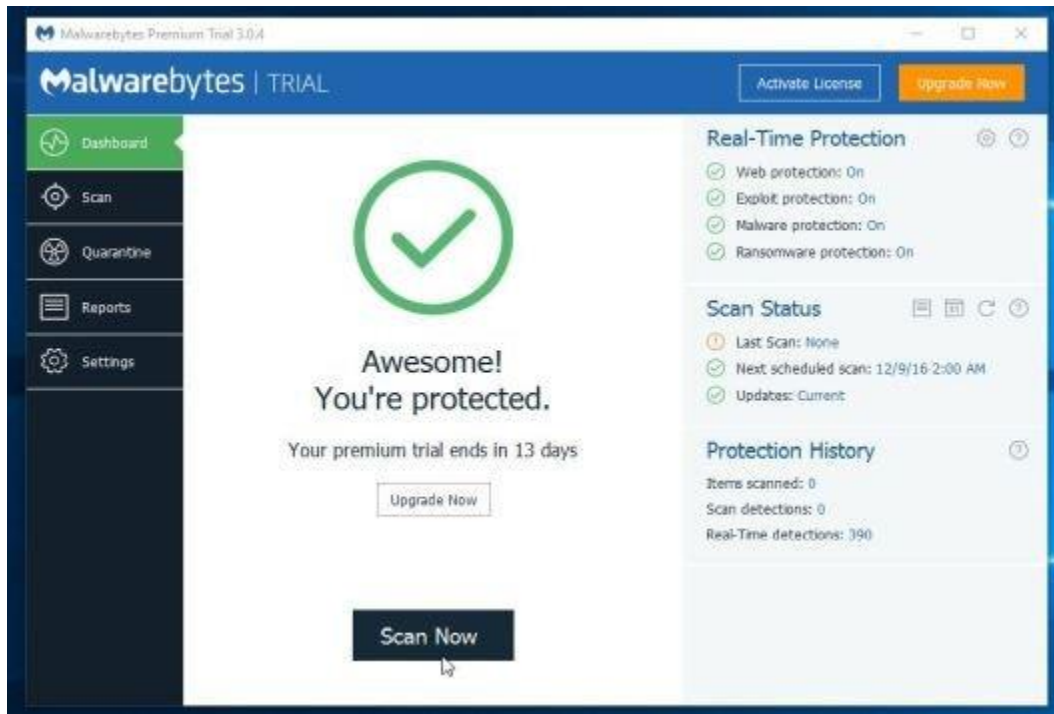 Malwarebytes Premium Trial 3.0.4
Malwarebytes | TRIAL
Activate License
Upgrade Now
Dashboard
Scan
Quarantine
Reports
Settings
Awesome!
You're protected.
Your premium trial ends in 13 days
Upgrade Now
Scan Now
Real-Time Protection
Web protection: On
Exploit protection: On
Malware protection: On
Ransomware protection: On
Scan Status
Last Scan: None
Next scheduled scan: 12/9/16 2:00 AM
Updates: Current
Protection History
Items scanned: 0
Scan detections: 0
Real-Time detections: 390